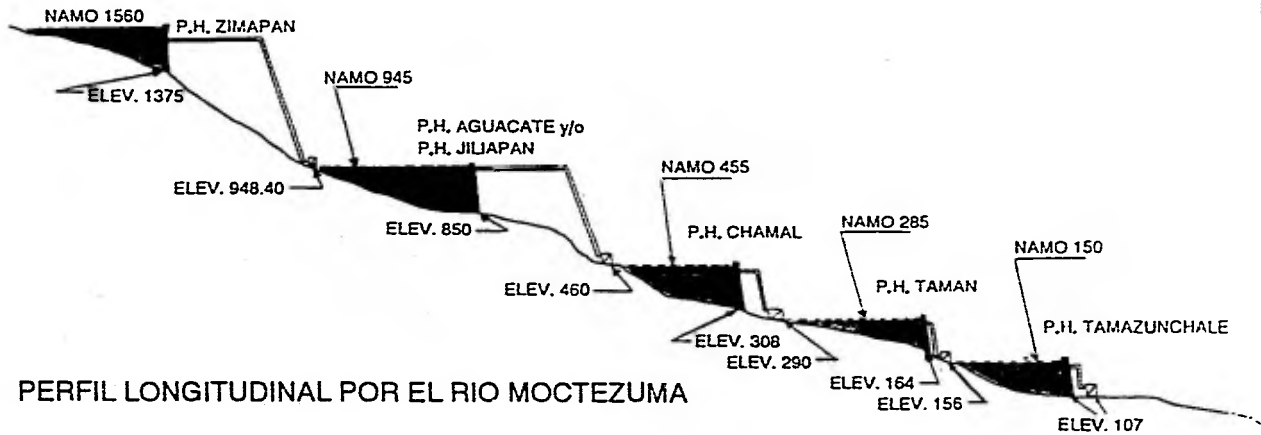 NAMO 1560
P.H. ZIMAPAN
ELEV. 1375
NAMO 945
P.H. AGUACATE y/o
P.H. JILIAPAN
ELEV. 948.40
ELEV. 850
NAMO 455
P.H. CHAMAL
ELEV. 460
NAMO 285
P.H. TAMAN
ELEV. 308
ELEV. 290
NAMO 150
P.H. TAMAZUNCHALE
ELEV. 164
ELEV. 156
ELEV. 107
PERFIL LONGITUDINAL POR EL RIO MOCTEZUMA